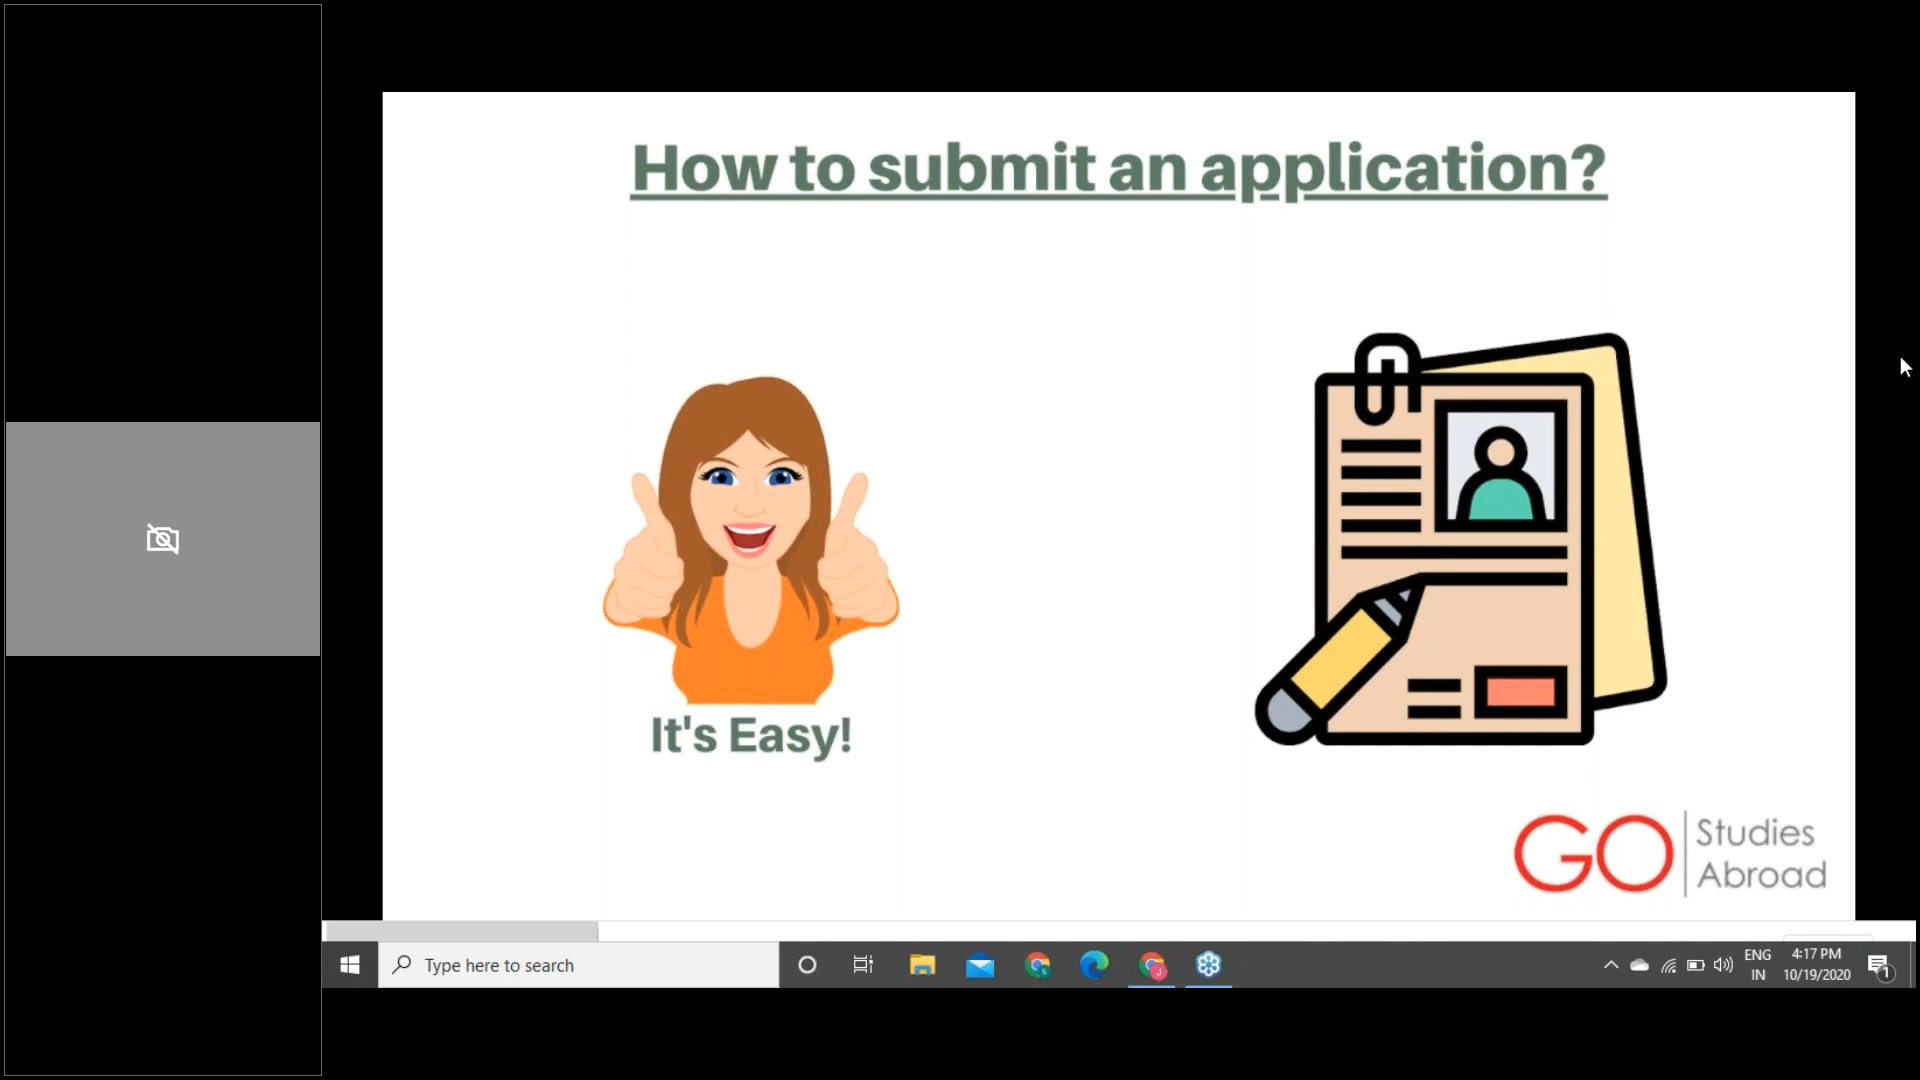 How to submit an application?
It's Easy!
GO
Studies
Abroad
Type here to search
ENG
IN
4:17 PM
10/19/2020
1